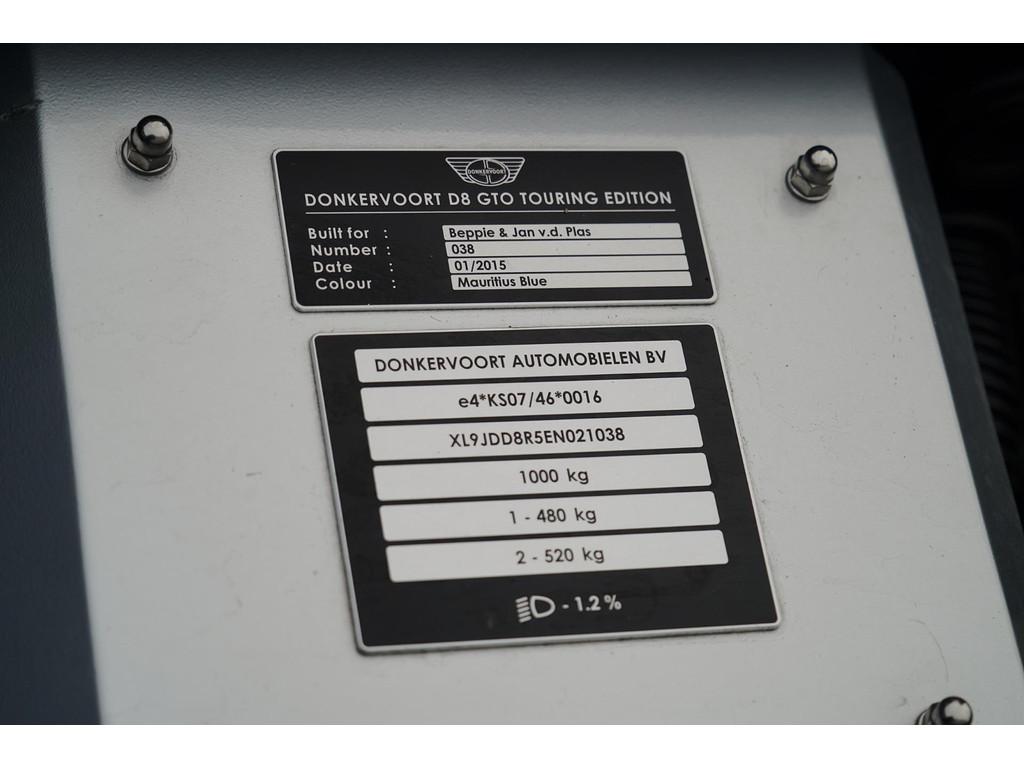 DONKERVOORT
DONKERVOORT D8 GTO TOURING EDITION
Built for : Beppie & Jan v.d. Plas
Number : 038
Date : 01/2015
Colour : Mauritius Blue
DONKERVOORT AUTOMOBIELEN BV
e4*KS07/46*0016
XL9JDD8R5EN021038
1000 kg
1 - 480 kg
2 - 520 kg
- 1.2%